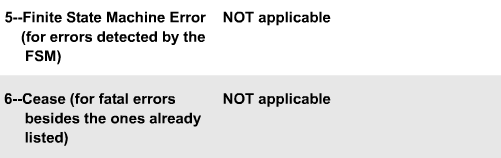 5--Finite State Machine Error NOT applicable
(for errors detected by the
FSM)
6--Cease (for fatal errors NOT applicable
besides the ones already
listed)